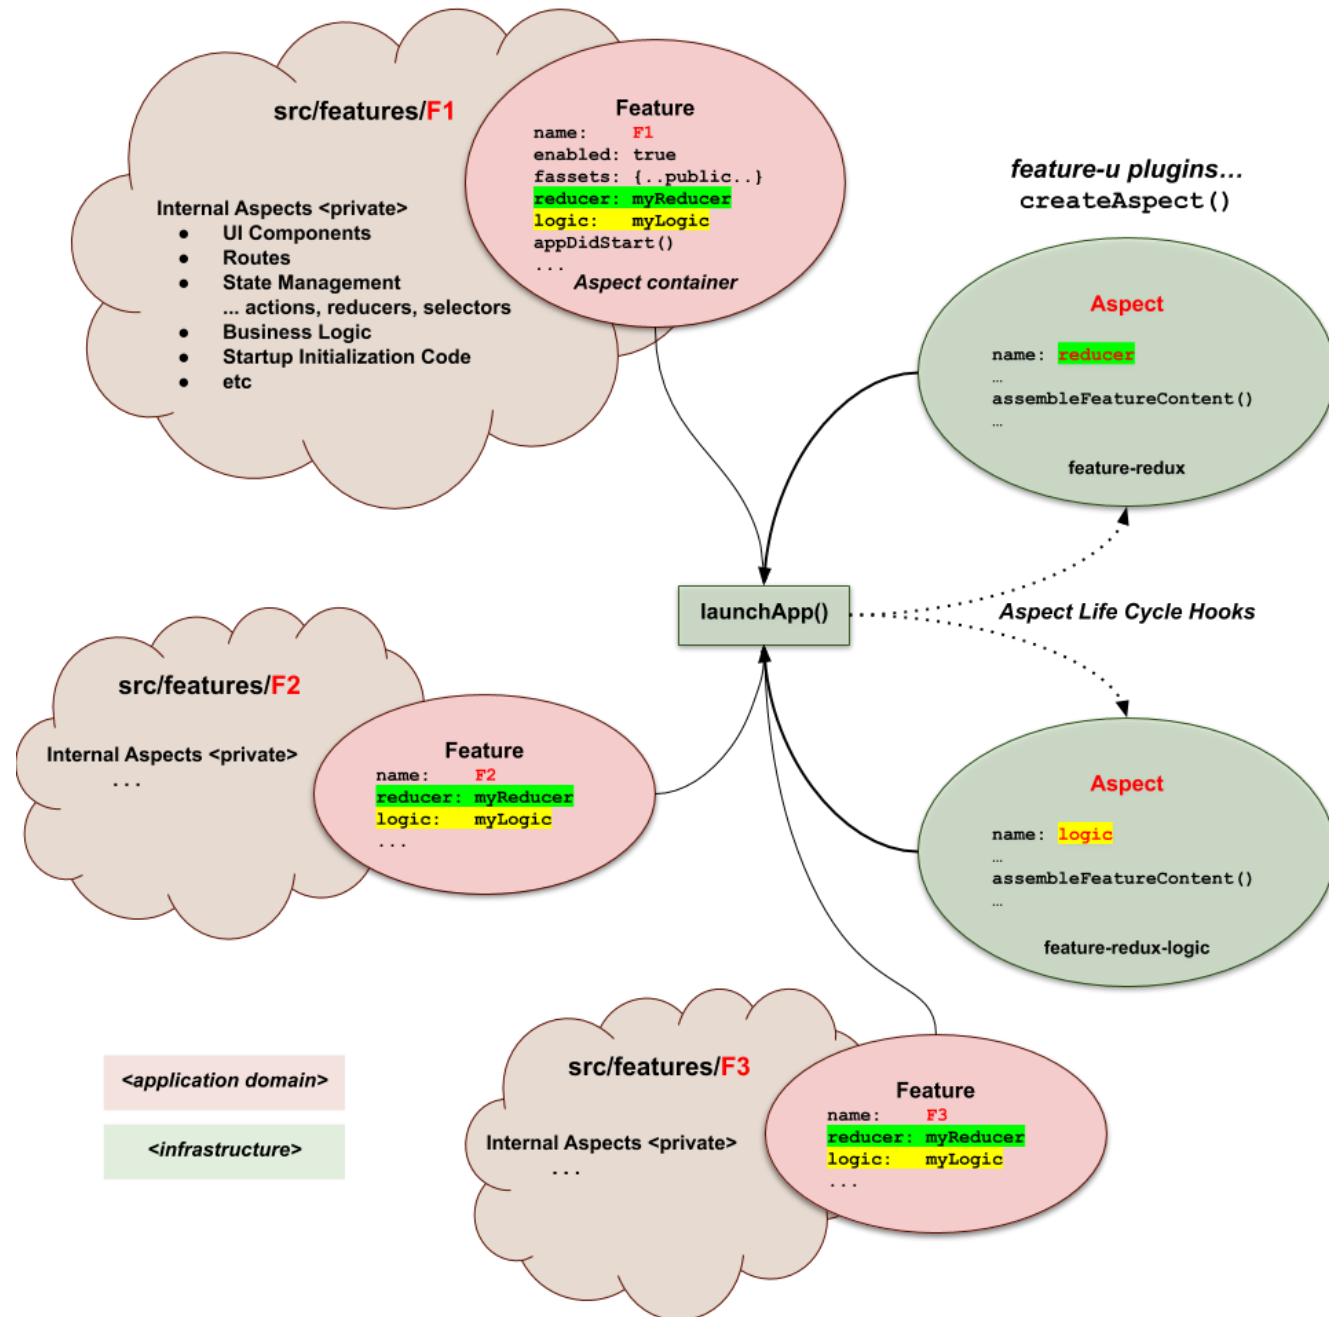 src/features/F1
Internal Aspects <private>
● UI Components
● Routes
● State Management
... actions, reducers, selectors
● Business Logic
● Startup Initialization Code
● etc
Feature
name: F1
enabled: true
fassets: {..public..}
reducer: myReducer
logic: myLogic
appDidStart()
...
Aspect container
feature-u plugins...
createAspect()
Aspect
name: reducer
…
assembleFeatureContent()
…
feature-redux
launchApp()
Aspect Life Cycle Hooks
src/features/F2
Internal Aspects <private>
...
Feature
name: F2
reducer: myReducer
logic: myLogic
...
Aspect
name: logic
…
assembleFeatureContent()
…
feature-redux-logic
src/features/F3
Internal Aspects <private>
...
Feature
name: F3
reducer: myReducer
logic: myLogic
...
<application domain>
<infrastructure>